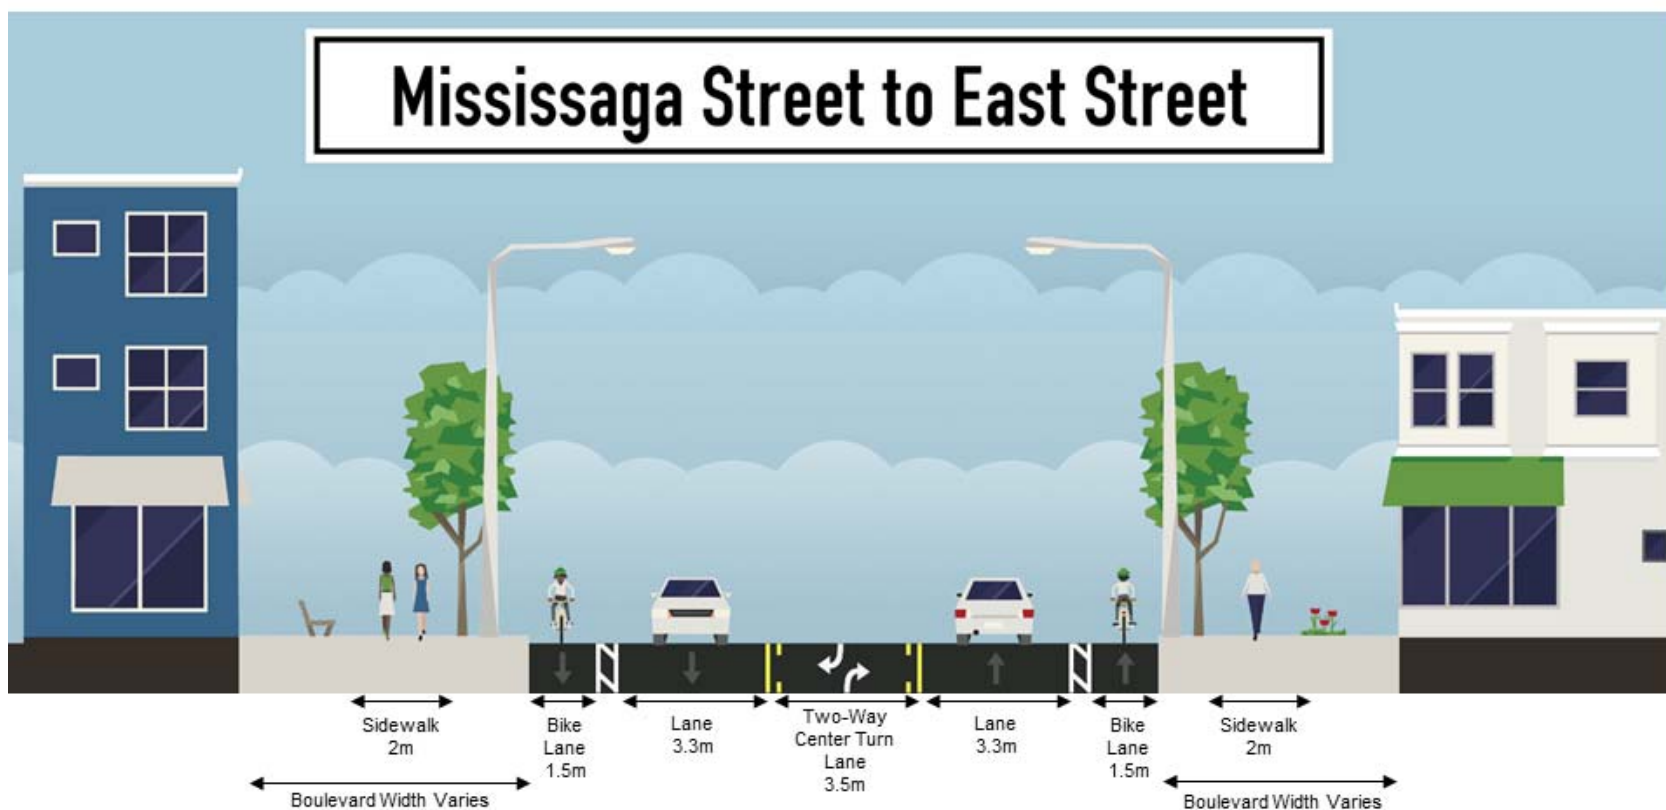 Mississaga Street to East Street
Sidewalk
2m
Bike
Lane
1.5m
Lane
3.3m
Two-Way
Center Turn
Lane
3.5m
Lane
3.3m
Bike
Lane
1.5m
Sidewalk
2m
Boulevard Width Varies
Boulevard Width Varies